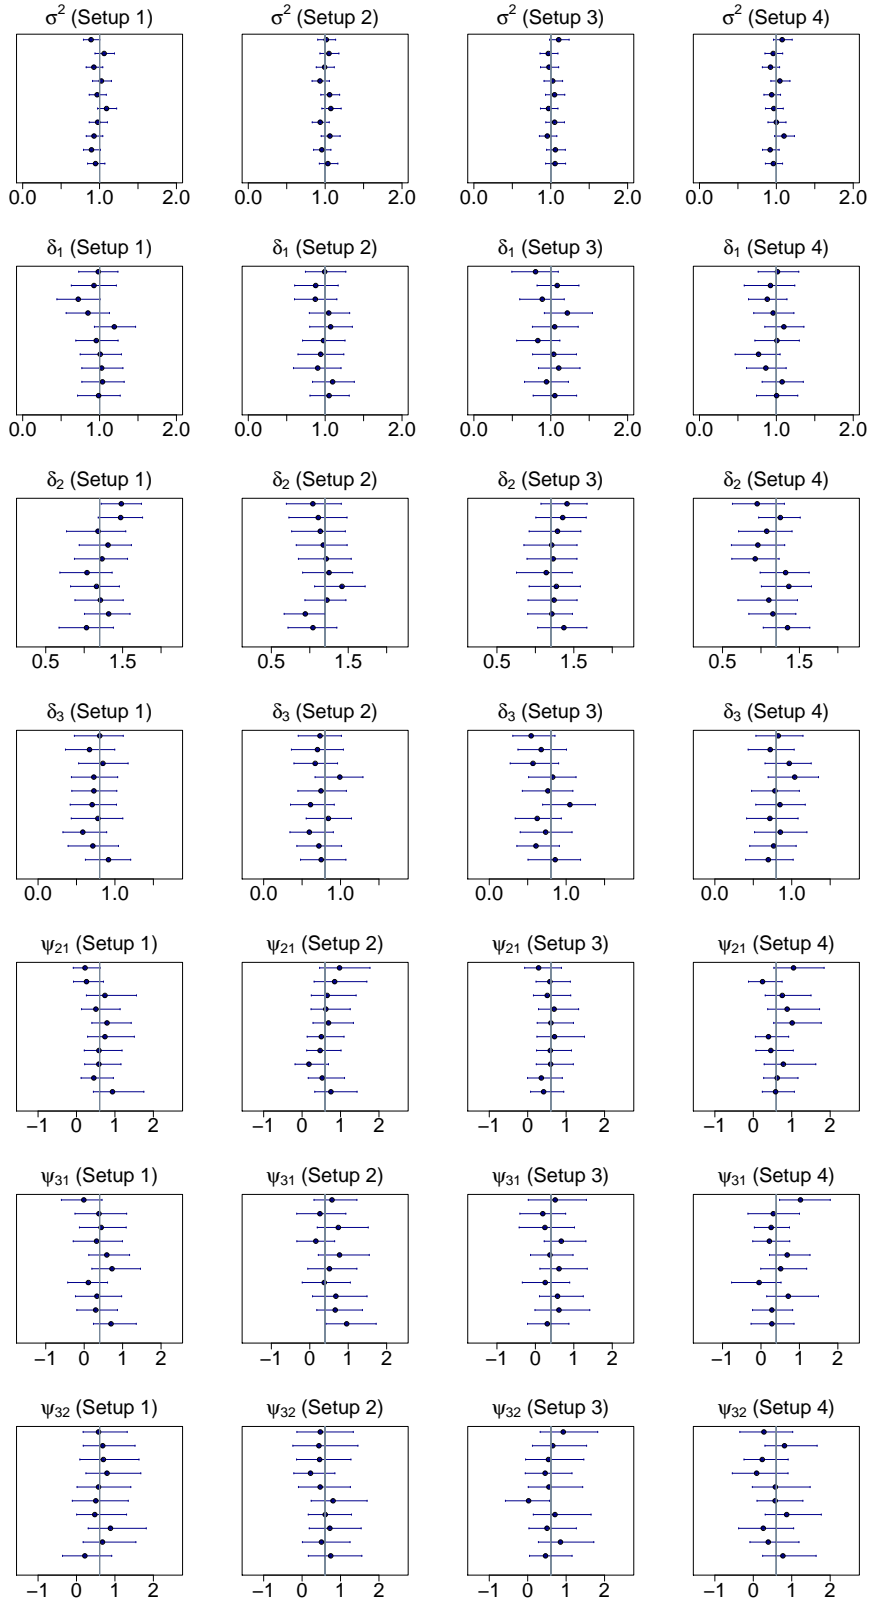 σ² (Setup 1) σ² (Setup 2) σ² (Setup 3) σ² (Setup 4)
0.0 1.0 2.0 0.0 1.0 2.0 0.0 1.0 2.0 0.0 1.0 2.0
δ₁ (Setup 1) δ₁ (Setup 2) δ₁ (Setup 3) δ₁ (Setup 4)
0.0 1.0 2.0 0.0 1.0 2.0 0.0 1.0 2.0 0.0 1.0 2.0
δ₂ (Setup 1) δ₂ (Setup 2) δ₂ (Setup 3) δ₂ (Setup 4)
0.5 1.5 0.5 1.5 0.5 1.5 0.5 1.5
δ₃ (Setup 1) δ₃ (Setup 2) δ₃ (Setup 3) δ₃ (Setup 4)
0.0 1.0 0.0 1.0 0.0 1.0 0.0 1.0
ψ₂₁ (Setup 1) ψ₂₁ (Setup 2) ψ₂₁ (Setup 3) ψ₂₁ (Setup 4)
−1 0 1 2 −1 0 1 2 −1 0 1 2 −1 0 1 2
ψ₃₁ (Setup 1) ψ₃₁ (Setup 2) ψ₃₁ (Setup 3) ψ₃₁ (Setup 4)
−1 0 1 2 −1 0 1 2 −1 0 1 2 −1 0 1 2
ψ₃₂ (Setup 1) ψ₃₂ (Setup 2) ψ₃₂ (Setup 3) ψ₃₂ (Setup 4)
−1 0 1 2 −1 0 1 2 −1 0 1 2 −1 0 1 2